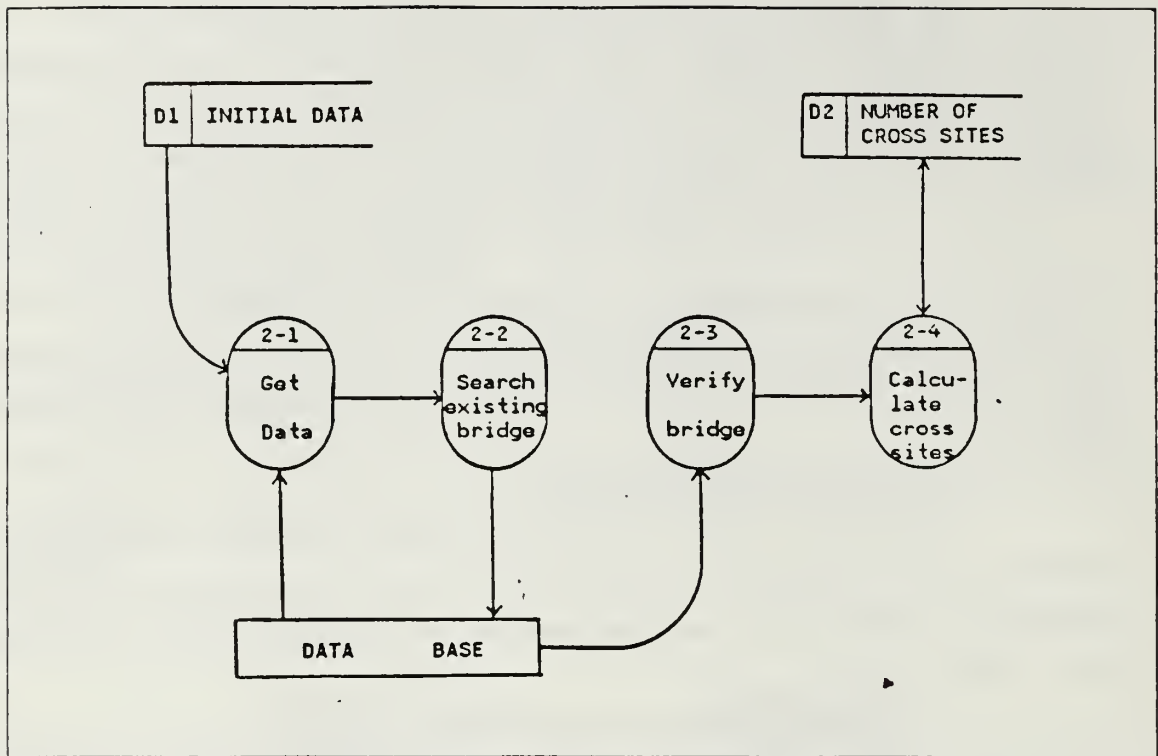 D1 INITIAL DATA
D2 NUMBER OF
CROSS SITES
2-1
Get
Data
2-2
Search
existing
bridge
2-3
Verify
bridge
2-4
Calcu-
late
cross
sites
DATA BASE